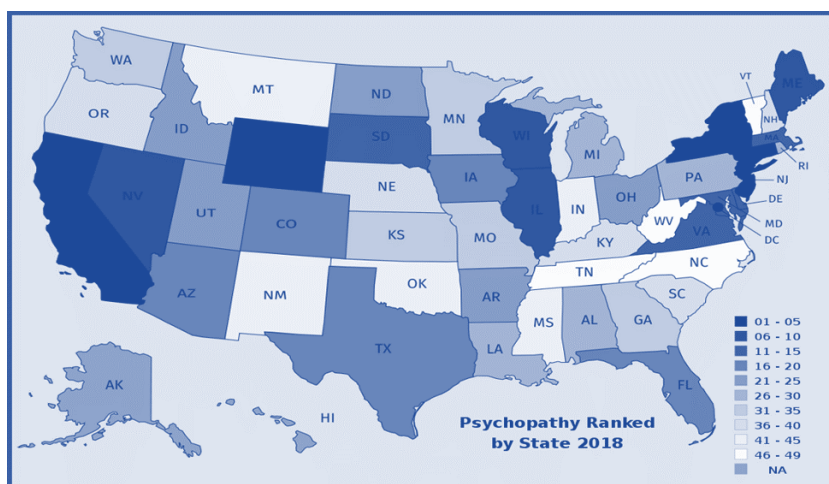 WA
MT
ND
MN
OR
ID
SD
WI
MI
VT
ME
NH
MA
RI
NV
UT
CO
NE
IA
IL
IN
OH
PA
NJ
DE
MD
DC
WV
VA
KS
MO
KY
AZ
NM
OK
AR
TN
NC
SC
TX
LA
MS
AL
GA
FL
AK
HI
Psychopathy Ranked
by State 2018
01 - 05
06 - 10
11 - 15
16 - 20
21 - 25
26 - 30
31 - 35
36 - 40
41 - 45
46 - 49
NA